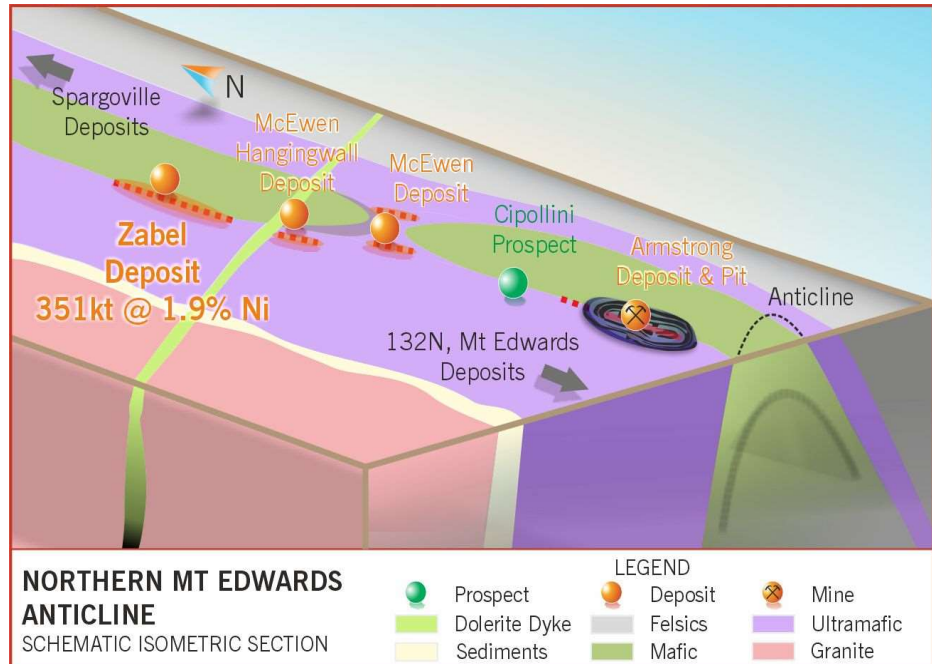 N
Spargoville
Deposits
McEwen
Hangingwall
Deposit
McEwen
Deposit
Cipollini
Prospect
Armstrong
Deposit & Pit
Anticline
Zabel
Deposit
351kt @ 1.9% Ni
132N, Mt Edwards
Deposits
NORTHERN MT EDWARDS
ANTICLINE
SCHEMATIC ISOMETRIC SECTION
LEGEND
Prospect
Deposit
Mine
Dolerite Dyke
Felsics
Ultramafic
Sediments
Mafic
Granite